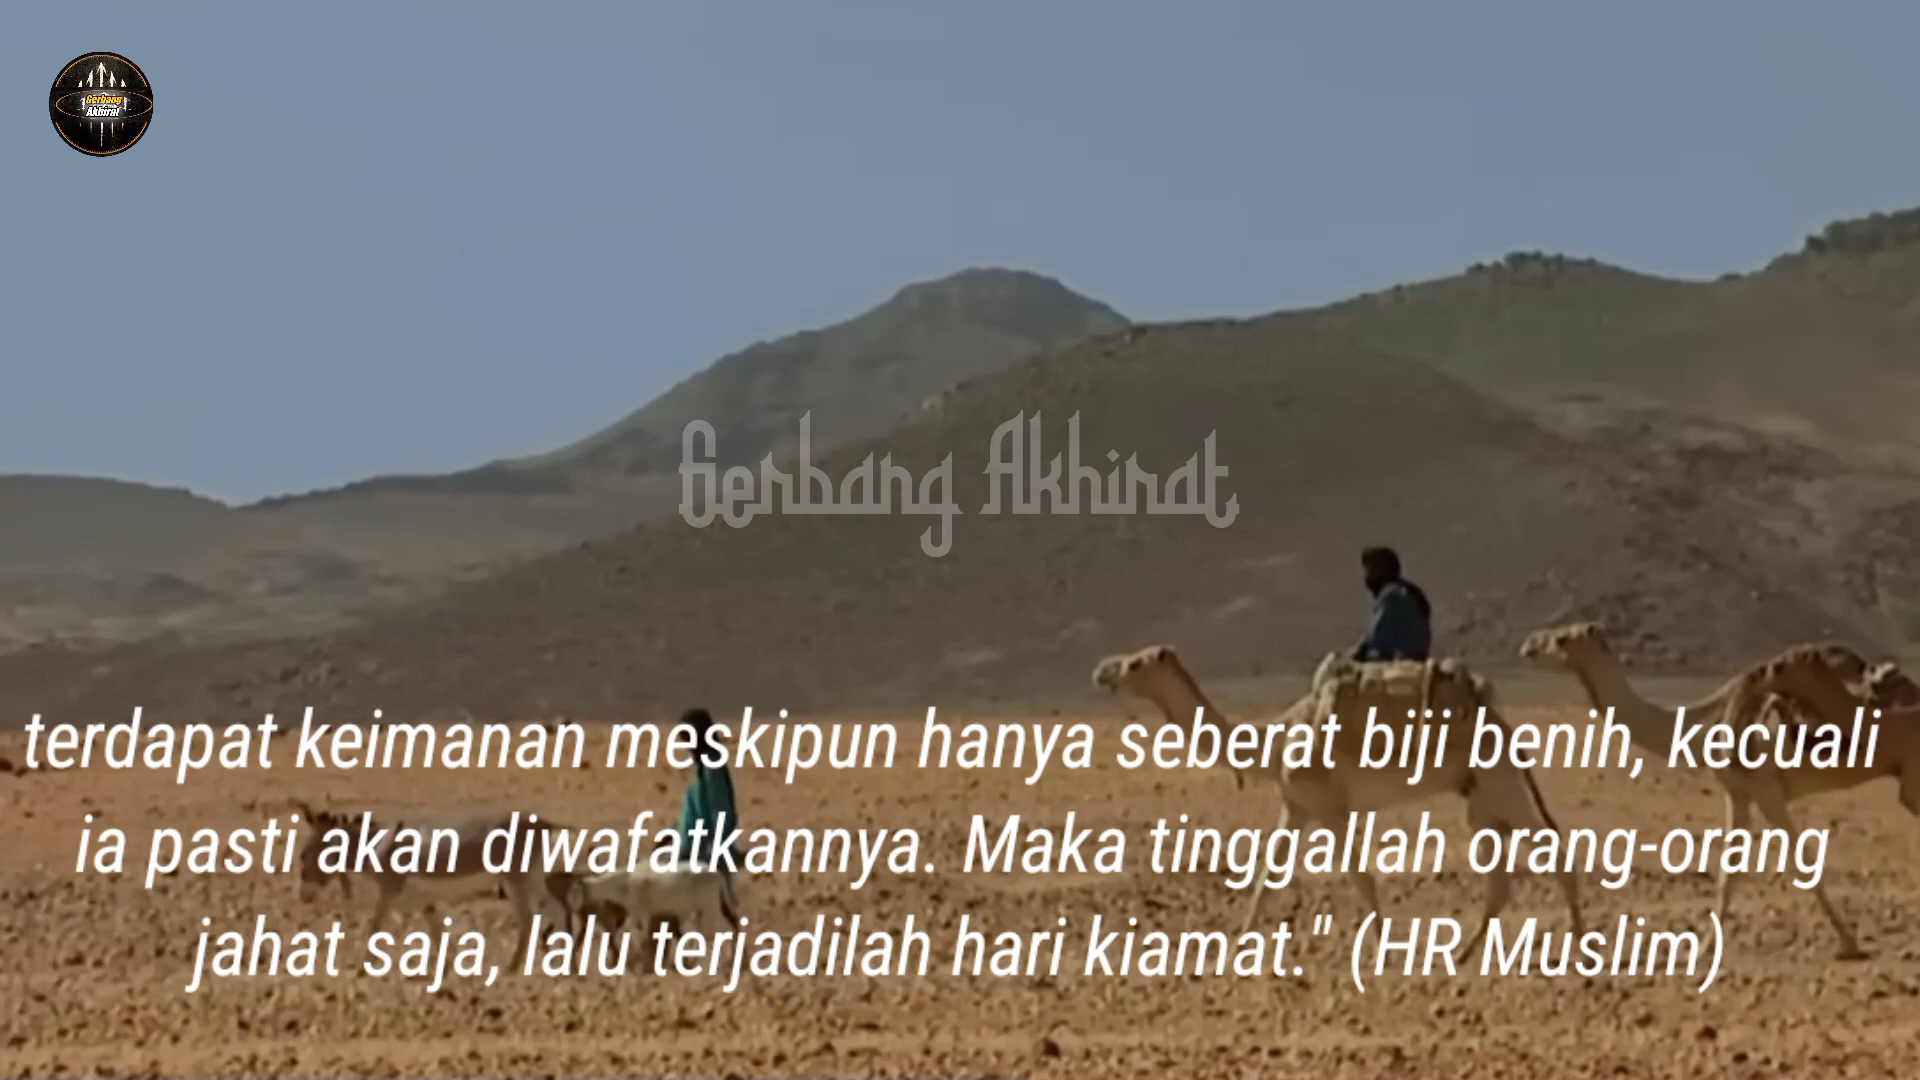 Gerbang
Akhirat
Gerbang Akhirat
terdapat keimanan meskipun hanya seberat biji benih, kecuali
ia pasti akan diwafatkannya. Maka tinggallah orang-orang
jahat saja, lalu terjadilah hari kiamat." (HR Muslim)